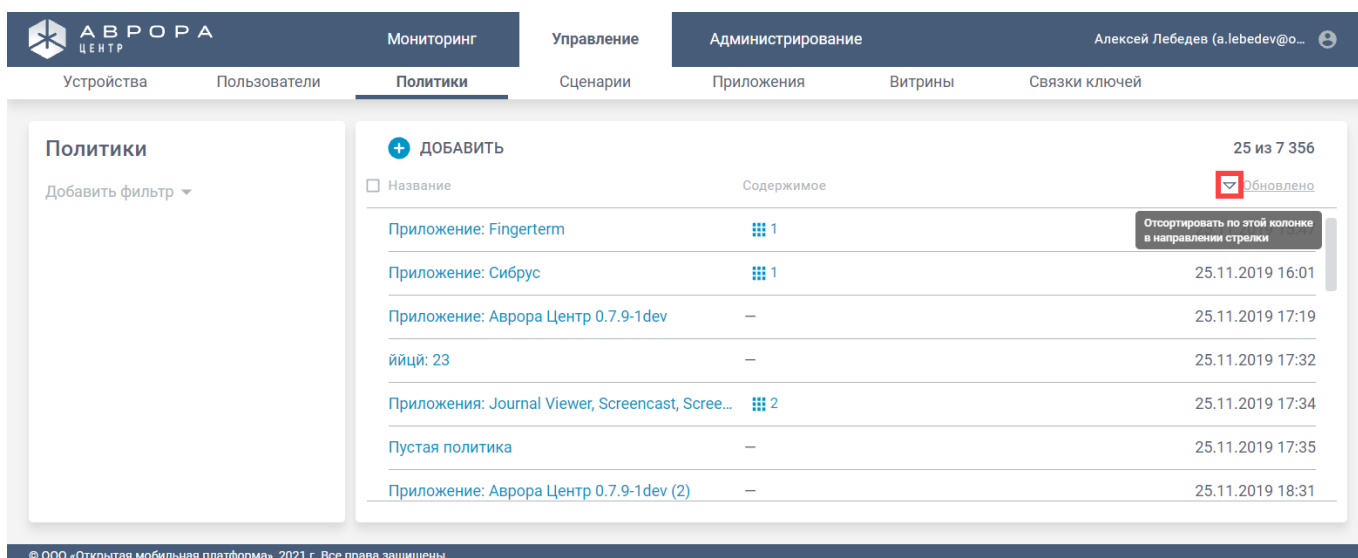 АВРОРА
ЦЕНТР
Мониторинг
Управление
Администрирование
Алексей Лебедев (a.lebedev@o...
Устройства
Пользователи
Политики
Сценарии
Приложения
Витрины
Связки ключей
Политики
Добавить фильтр
ДОБАВИТЬ
25 из 7 356
Название
Содержимое
Обновлено
Отсортировать по этой колонке
в направлении стрелки
Приложение: Fingerterm
1
Приложение: Сибрус
1
25.11.2019 16:01
Приложение: Аврора Центр 0.7.9-1dev
—
25.11.2019 17:19
ййцй: 23
—
25.11.2019 17:32
Приложения: Journal Viewer, Screencast, Scree...
2
25.11.2019 17:34
Пустая политика
—
25.11.2019 17:35
Приложение: Аврора Центр 0.7.9-1dev (2)
—
25.11.2019 18:31
© ООО «Открытая мобильная платформа», 2021 г. Все права защищены